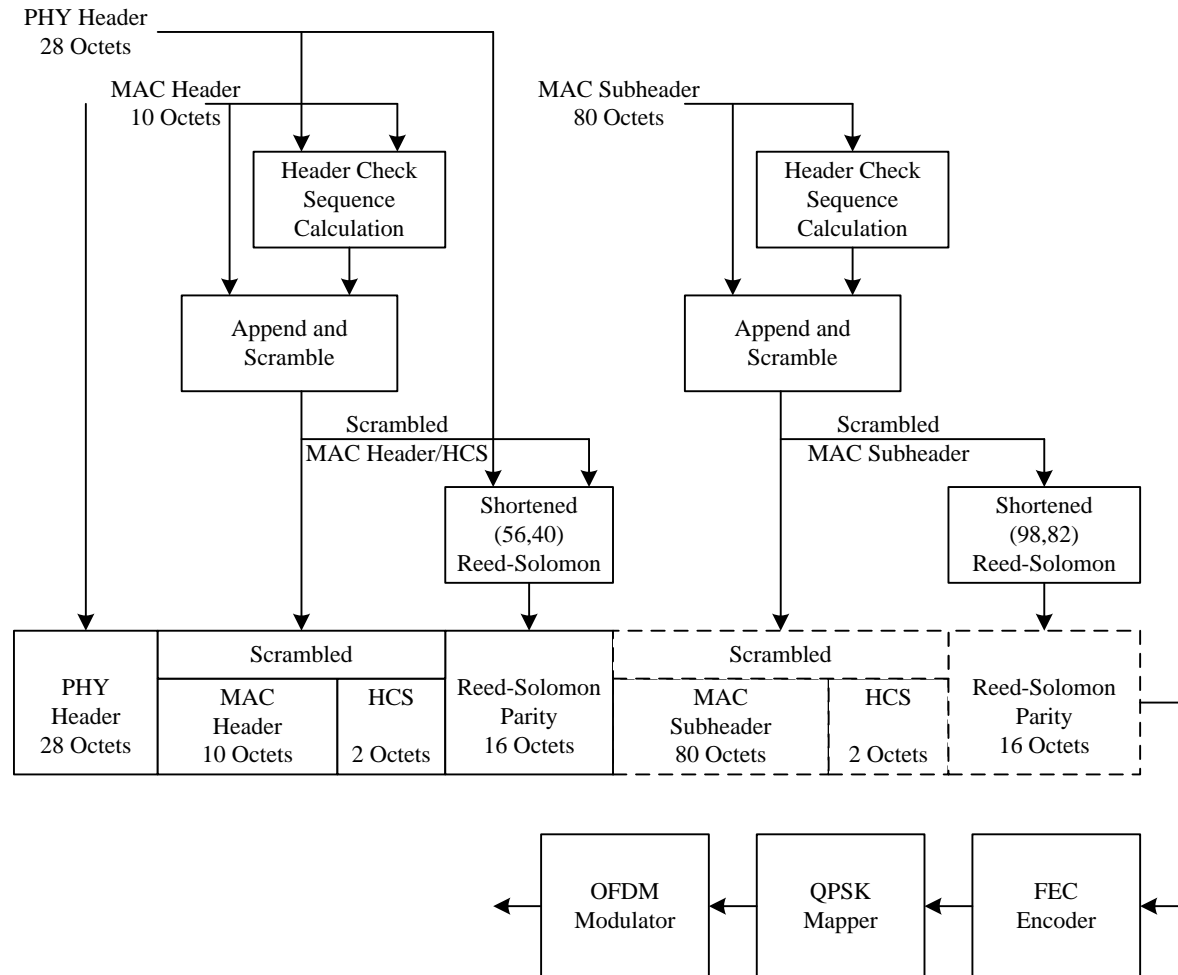 PHY Header
28 Octets
MAC Header
10 Octets
MAC Subheader
80 Octets
Header Check
Sequence
Calculation
Header Check
Sequence
Calculation
Append and
Scramble
Append and
Scramble
Scrambled
MAC Header/HCS
Scrambled
MAC Subheader
Shortened
(56,40)
Reed-Solomon
Shortened
(98,82)
Reed-Solomon
PHY
Header
28 Octets
Scrambled
MAC
Header
10 Octets
HCS
2 Octets
Reed-Solomon
Parity
16 Octets
Scrambled
MAC
Subheader
80 Octets
HCS
2 Octets
Reed-Solomon
Parity
16 Octets
OFDM
Modulator
QPSK
Mapper
FEC
Encoder